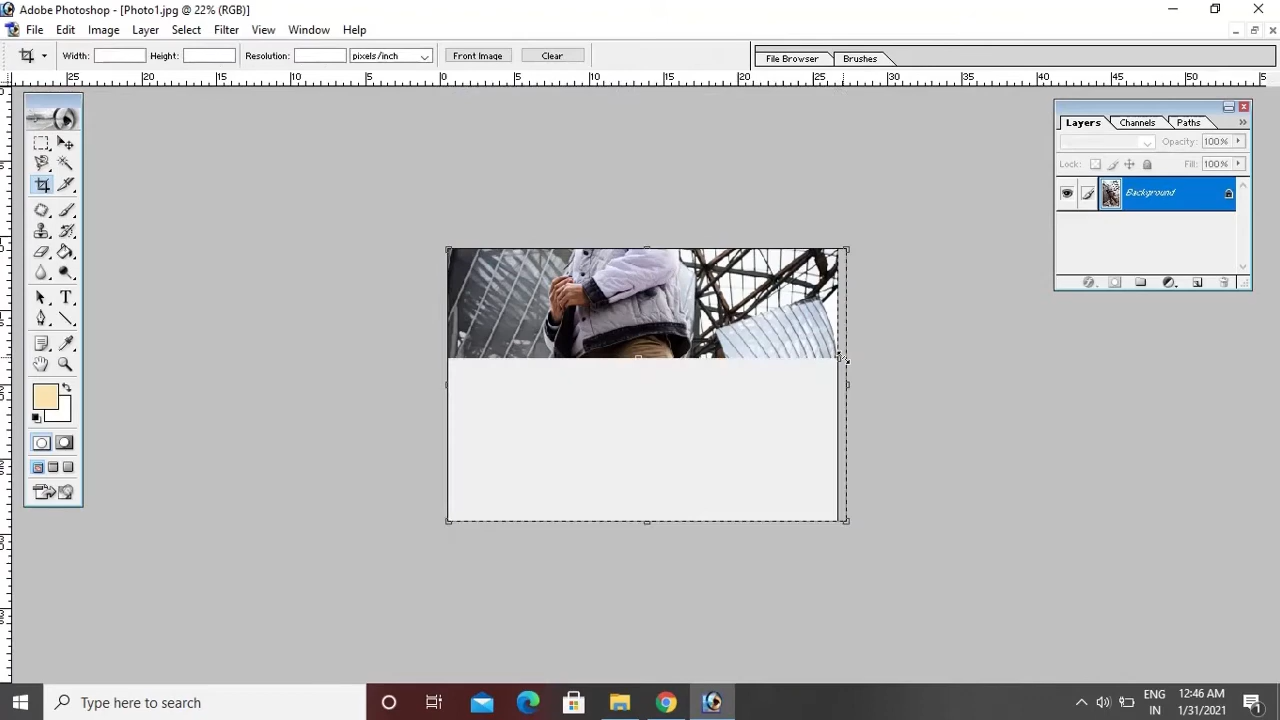 Adobe Photoshop - [Photo1.jpg @ 22% (RGB)]
File Edit Image Layer Select Filter View Window Help
Width: Height: Resolution: pixels/inch Front Image Clear File Browser Brushes
25 20 15 10 5 0 5 10 15 20 25 30 35 40 45 50 55
Layers Channels Paths
Opacity: 100%
Lock: Fill: 100%
Background
T
Type here to search
ENG
IN
12:46 AM
1/31/2021
1